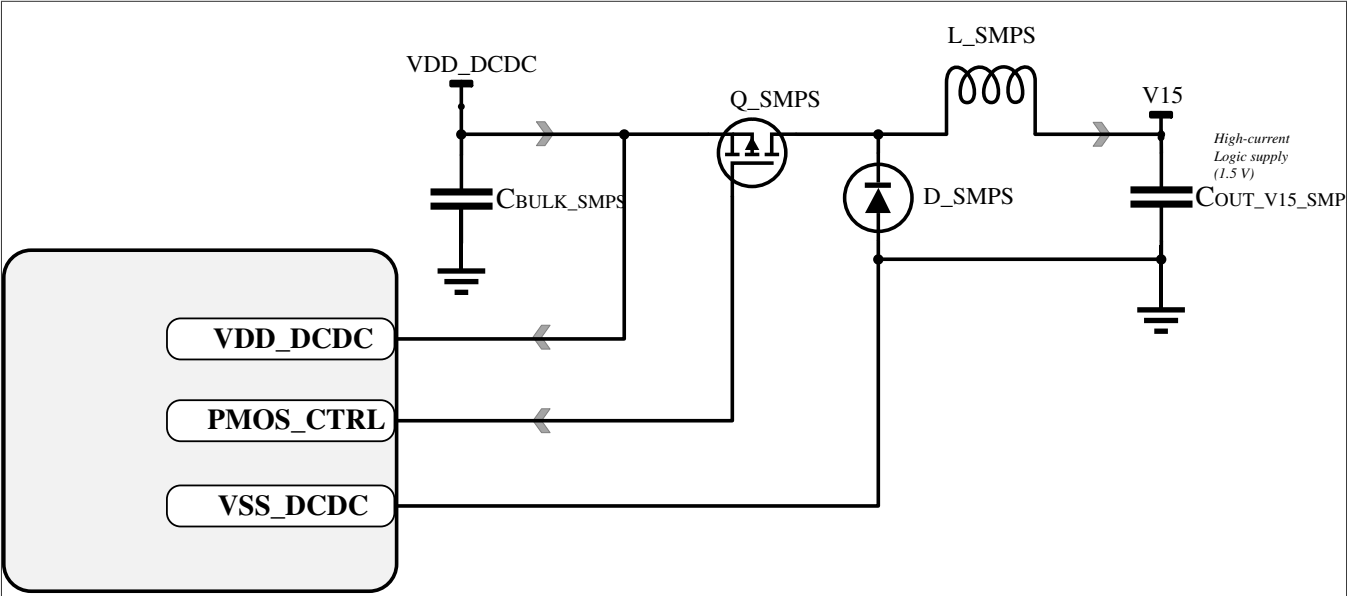 L_SMPS
VDD_DCDC
Q_SMPS
V15
High-current
Logic supply
(1.5 V)
CBULK_SMPS
D_SMPS
COUT_V15_SMP
VDD_DCDC
PMOS_CTRL
VSS_DCDC